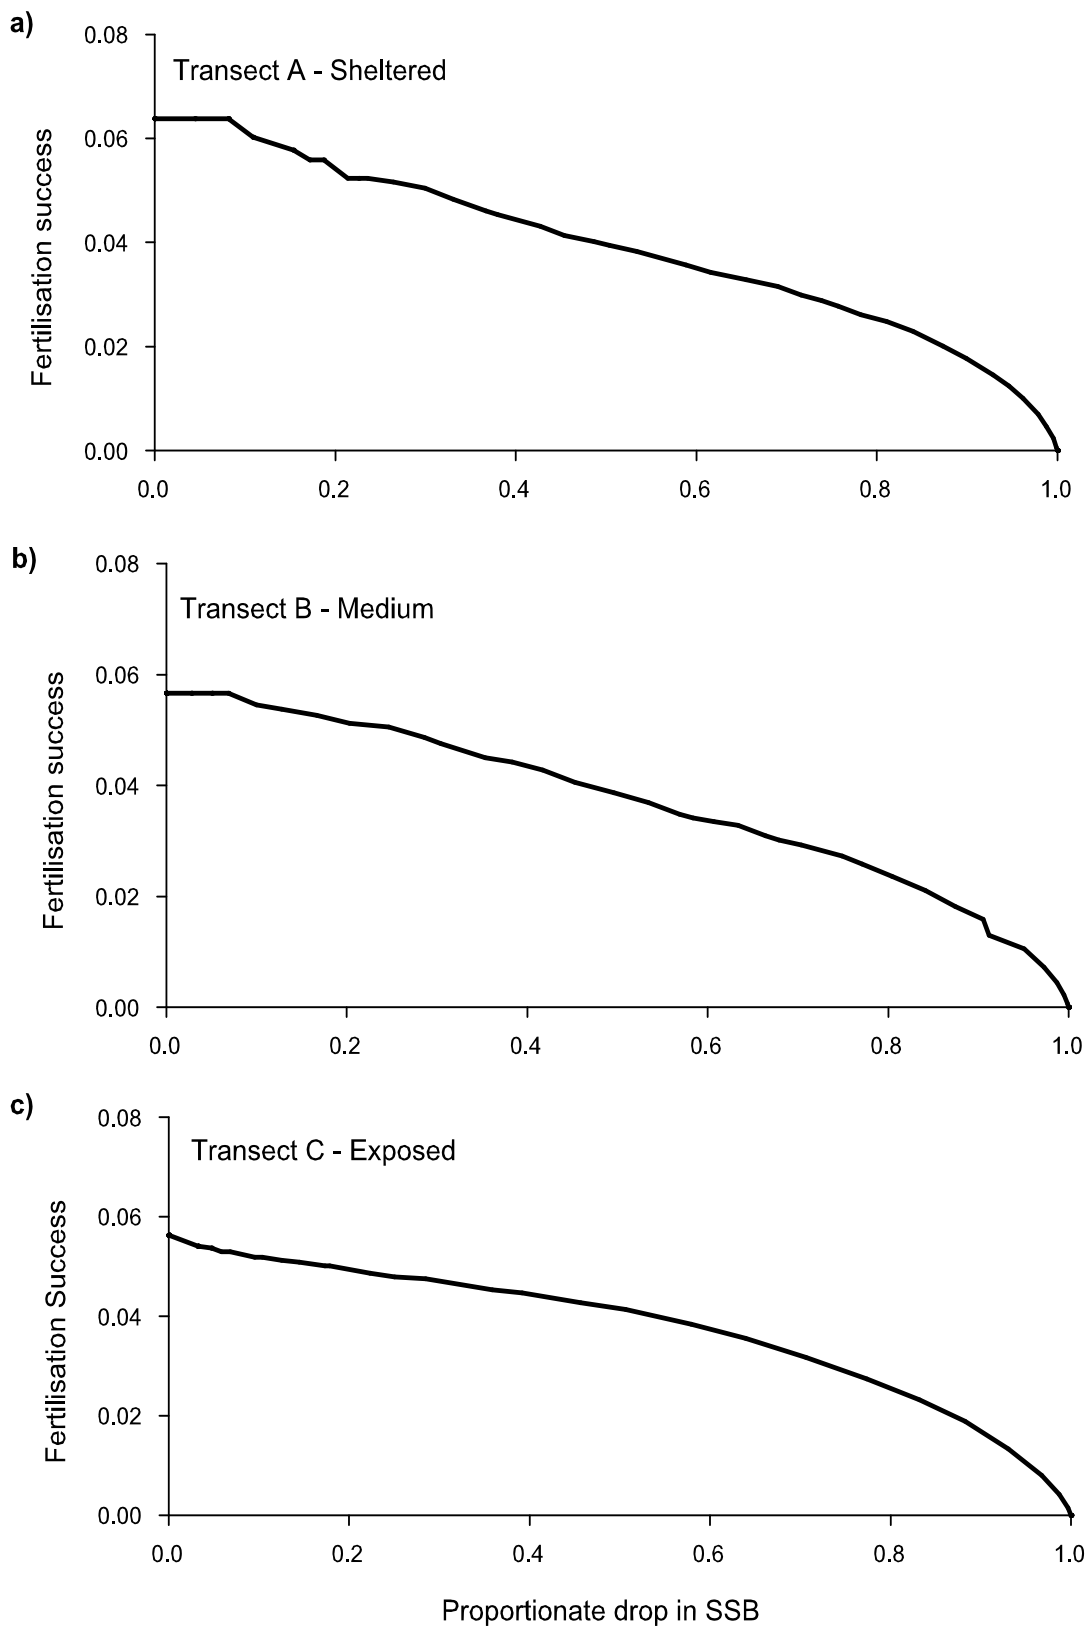 a)
0.08
Transect A - Sheltered
0.06
Fertilisation success
0.04
0.02
0.00
0.0 0.2 0.4 0.6 0.8 1.0
b)
0.08
Transect B - Medium
0.06
Fertilisation success
0.04
0.02
0.00
0.0 0.2 0.4 0.6 0.8 1.0
c)
0.08
Transect C - Exposed
0.06
Fertilisation Success
0.04
0.02
0.00
0.0 0.2 0.4 0.6 0.8 1.0
Proportionate drop in SSB